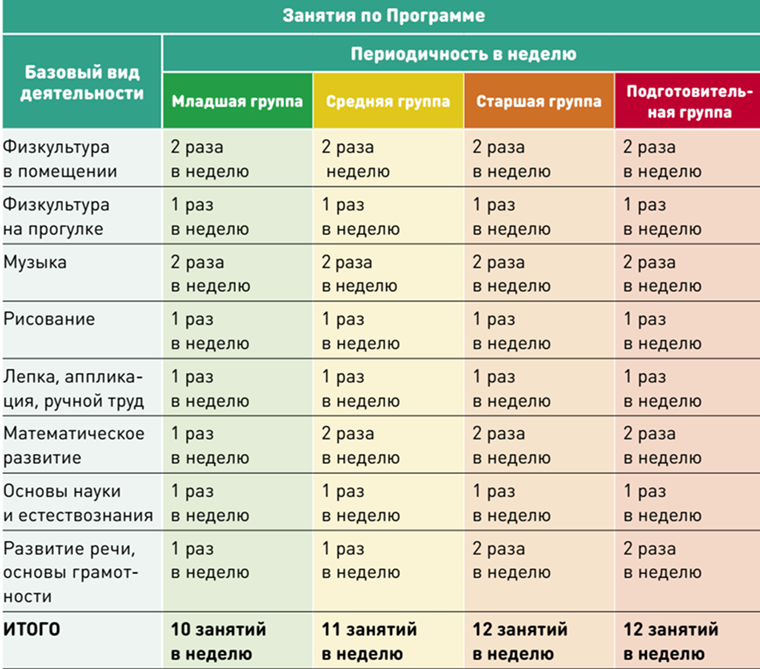 Занятия по Программе
Базовый вид
деятельности
Периодичность в неделю
Младшая группа
Средняя группа
Старшая группа
Подготовитель-
ная группа
Физкультура
в помещении
2 раза
в неделю
2 раза
неделю
2 раза
в неделю
2 раза
в неделю
Физкультура
на прогулке
1 раз
в неделю
1 раз
в неделю
1 раз
в неделю
1 раз
в неделю
Музыка
2 раза
в неделю
2 раза
в неделю
2 раза
в неделю
2 раза
в неделю
Рисование
1 раз
в неделю
1 раз
в неделю
1 раз
в неделю
1 раз
в неделю
Лепка, апплика-
ция, ручной труд
1 раз
в неделю
1 раз
в неделю
1 раз
в неделю
1 раз
в неделю
Математическое
развитие
1 раз
в неделю
2 раза
в неделю
2 раза
в неделю
2 раза
в неделю
Основы науки
и естествознания
1 раз
в неделю
1 раз
в неделю
1 раз
в неделю
1 раз
в неделю
Развитие речи,
основы грамот-
ности
1 раз
в неделю
1 раз
в неделю
2 раза
в неделю
2 раза
в неделю
ИТОГО
10 занятий
в неделю
11 занятий
в неделю
12 занятий
в неделю
12 занятий
в неделю